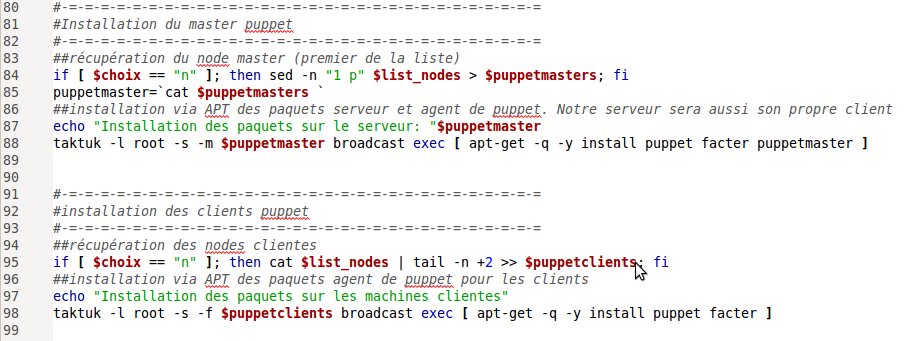 80 #-=-=-=-=-=-=-=-=-=-=-=-=-=-=-=-=-=-=-=-=-=-=-=-=-=-=-=-=-=-=
81 #Installation du master puppet
82 #-=-=-=-=-=-=-=-=-=-=-=-=-=-=-=-=-=-=-=-=-=-=-=-=-=-=-=-=-=-=
83 ##récupération du node master (premier de la liste)
84 if [ $choix == "n" ]; then sed -n "1 p" $list_nodes > $puppetmasters; fi
85 puppetmaster=`cat $puppetmasters `
86 ##installation via APT des paquets serveur et agent de puppet. Notre serveur sera aussi son propre client
87 echo "Installation des paquets sur le serveur: "$puppetmaster
88 taktuk -l root -s -m $puppetmaster broadcast exec [ apt-get -q -y install puppet facter puppetmaster ]
89
90
91 #-=-=-=-=-=-=-=-=-=-=-=-=-=-=-=-=-=-=-=-=-=-=-=-=-=-=-=-=-=-=
92 #installation des clients puppet
93 #-=-=-=-=-=-=-=-=-=-=-=-=-=-=-=-=-=-=-=-=-=-=-=-=-=-=-=-=-=-=
94 ##récupération des nodes clientes
95 if [ $choix == "n" ]; then cat $list_nodes | tail -n +2 >> $puppetclients; fi
96 ##installation via APT des paquets agent de puppet pour les clients
97 echo "Installation des paquets sur les machines clientes"
98 taktuk -l root -s -f $puppetclients broadcast exec [ apt-get -q -y install puppet facter ]
99